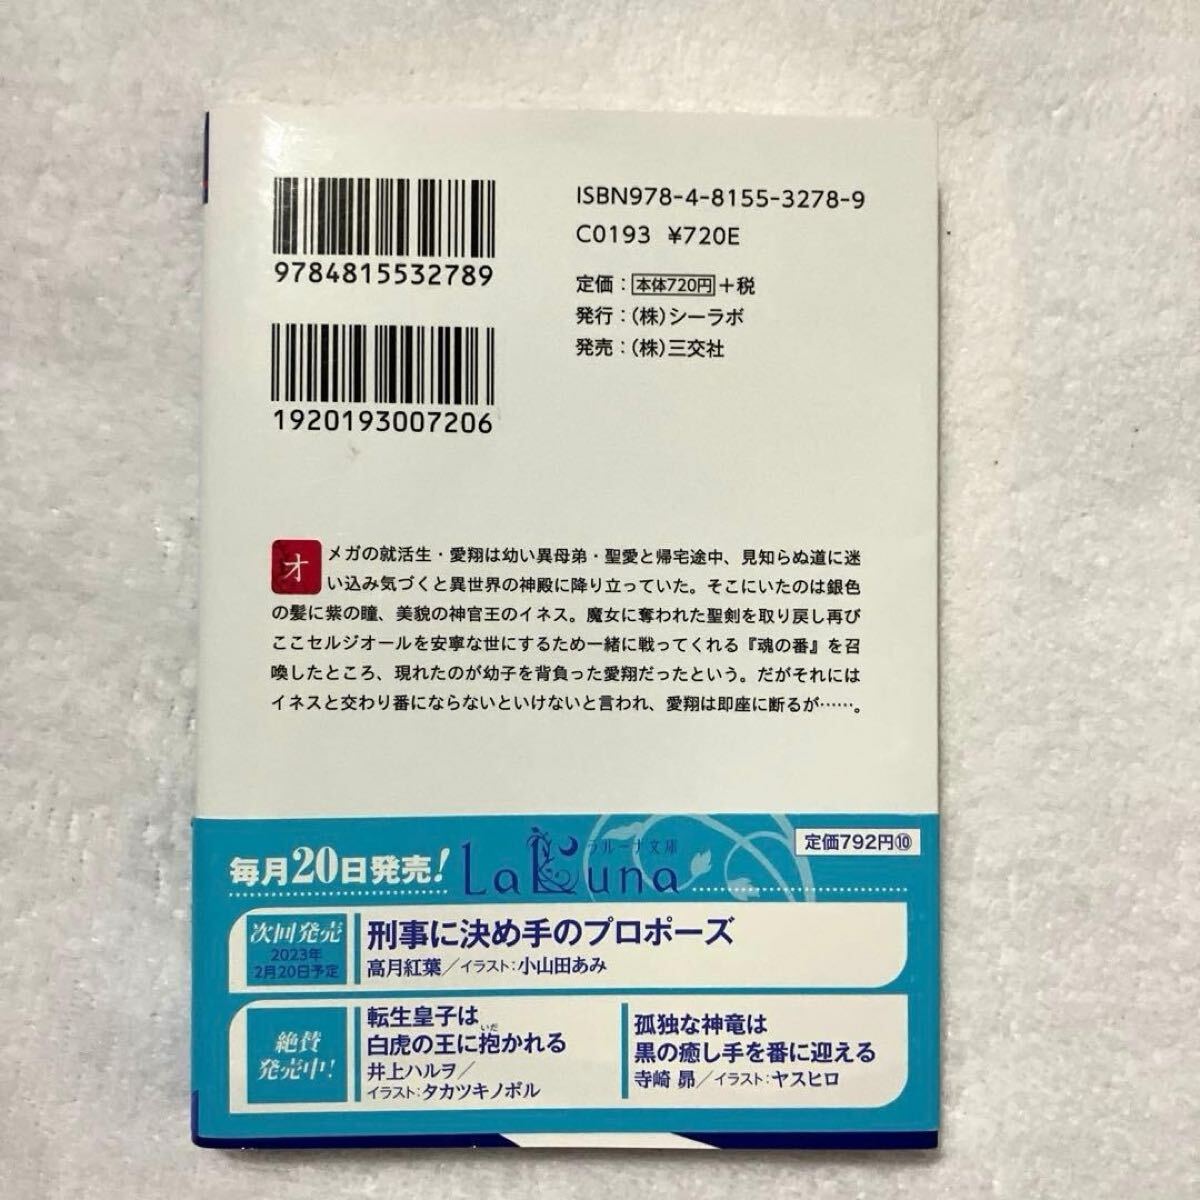 9784815532789
1920193007206
ISBN978-4-8155-3278-9
C0193 ¥720E
定価：本体720円+税
発行：(株)シーラボ
発売：(株)三交社
オメガの就活生・愛翔は幼い異母弟・聖愛と帰宅途中、見知らぬ道に迷
い込み気づくと異世界の神殿に降り立っていた。そこにいたのは銀色
の髪に紫の瞳、美貌の神官王のイネス。魔女に奪われた聖剣を取り戻し再び
ここセルジオールを安寧な世にするため一緒に戦ってくれる『魂の番』を召
喚したところ、現れたのが幼子を背負った愛翔だったという。だがそれには
イネスと交わり番にならないといけないと言われ、愛翔は即座に断るが……。
毎月20日発売!
LaLuna
ラルーナ文庫
定価792円⑩
次回発売
2023年
2月20日予定
刑事に決め手のプロポーズ
高月紅葉／イラスト:小山田あみ
絶賛
発売中!
転生皇子は
白虎の王に抱かれる
いだ
井上ハルヲ／
イラスト:タカツキノボル
孤独な神竜は
黒の癒し手を番に迎える
寺崎 昴／イラスト:ヤスヒロ